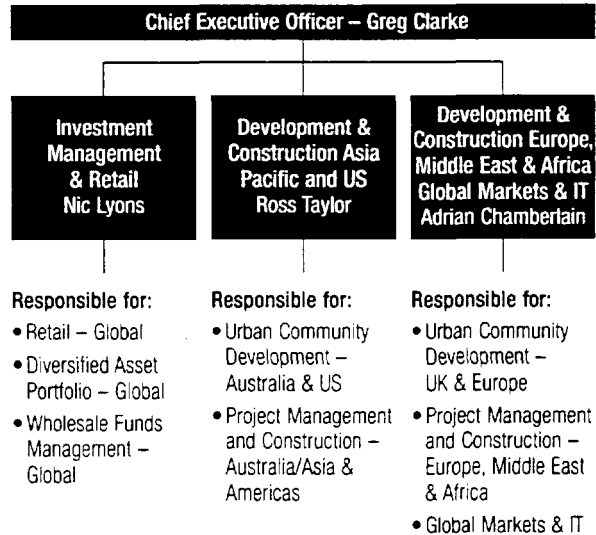 Chief Executive Officer – Greg Clarke
Investment
Management
& Retail
Nic Lyons
Development &
Construction Asia
Pacific and US
Ross Taylor
Development &
Construction Europe,
Middle East & Africa
Global Markets & IT
Adrian Chamberlain
Responsible for:
• Retail – Global
• Diversified Asset
Portfolio – Global
• Wholesale Funds
Management –
Global
Responsible for:
• Urban Community
Development –
Australia & US
• Project Management
and Construction –
Australia/Asia &
Americas
Responsible for:
• Urban Community
Development –
UK & Europe
• Project Management
and Construction –
Europe, Middle East
& Africa
• Global Markets & IT